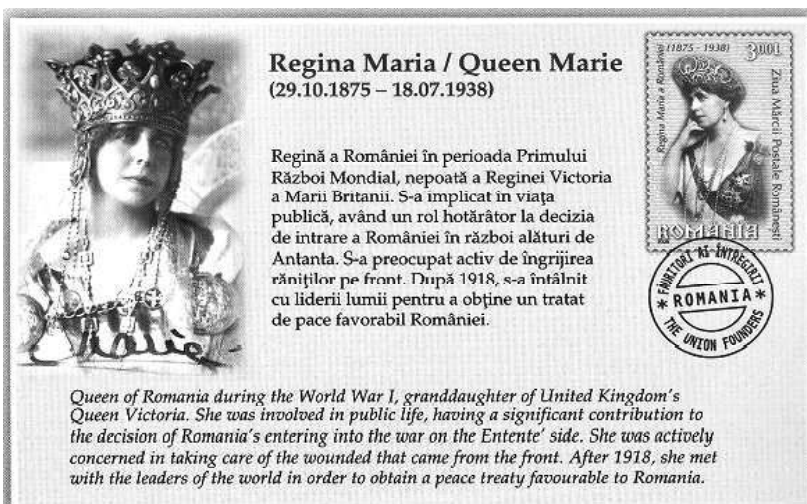 Regina Maria / Queen Marie
(29.10.1875 – 18.07.1938)
Regină a României în perioada Primului
Război Mondial, nepoată a Reginei Victoria
a Marii Britanii. S-a implicat în viața
publică, având un rol hotărâtor la decizia
de intrare a României în război alături de
Antanta. S-a preocupat activ de îngrijirea
răniților pe front. După 1918, s-a întâlnit
cu liderii lumii pentru a obține un tratat
de pace favorabil României.
(1875 - 1938)
3,00 L
Regina Maria a României
Ziua Mărcii Poștale Românești
ROMANIA
FĂURITORI AI ÎNTREGIRII
* ROMANIA *
THE UNION FOUNDERS
Marie
Queen of Romania during the World War I, granddaughter of United Kingdom's
Queen Victoria. She was involved in public life, having a significant contribution to
the decision of Romania's entering into the war on the Entente' side. She was actively
concerned in taking care of the wounded that came from the front. After 1918, she met
with the leaders of the world in order to obtain a peace treaty favourable to Romania.